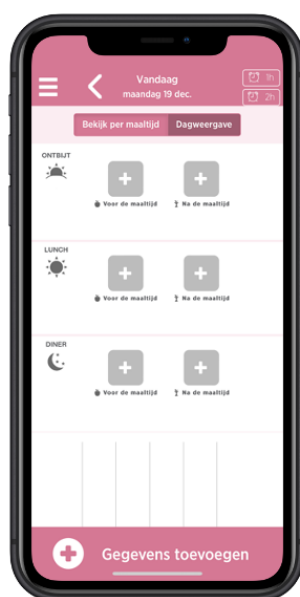 Vandaag
maandag 19 dec.
1h
2h
Bekijk per maaltijd
Dagweergave
ONTBIJT
Voor de maaltijd
Na de maaltijd
LUNCH
Voor de maaltijd
Na de maaltijd
DINER
Voor de maaltijd
Na de maaltijd
Gegevens toevoegen